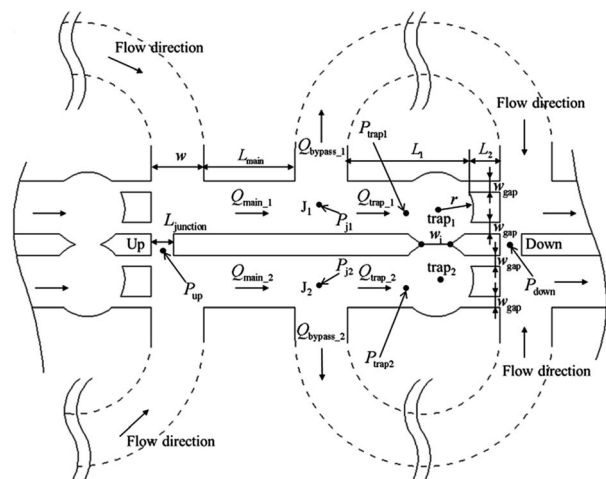 Flow direction
Flow direction
w
L_main
Q_bypass_1
P_trap1
L_1
L_2
w_gap
Q_main_1
J_1
P_j1
Q_trap_1
r
trap_1
w_gap
L_junction
Up
w_i
Down
P_up
Q_main_2
J_2
P_j2
Q_trap_2
trap_2
w_gap
P_down
w_gap
Q_bypass_2
P_trap2
Flow direction
Flow direction